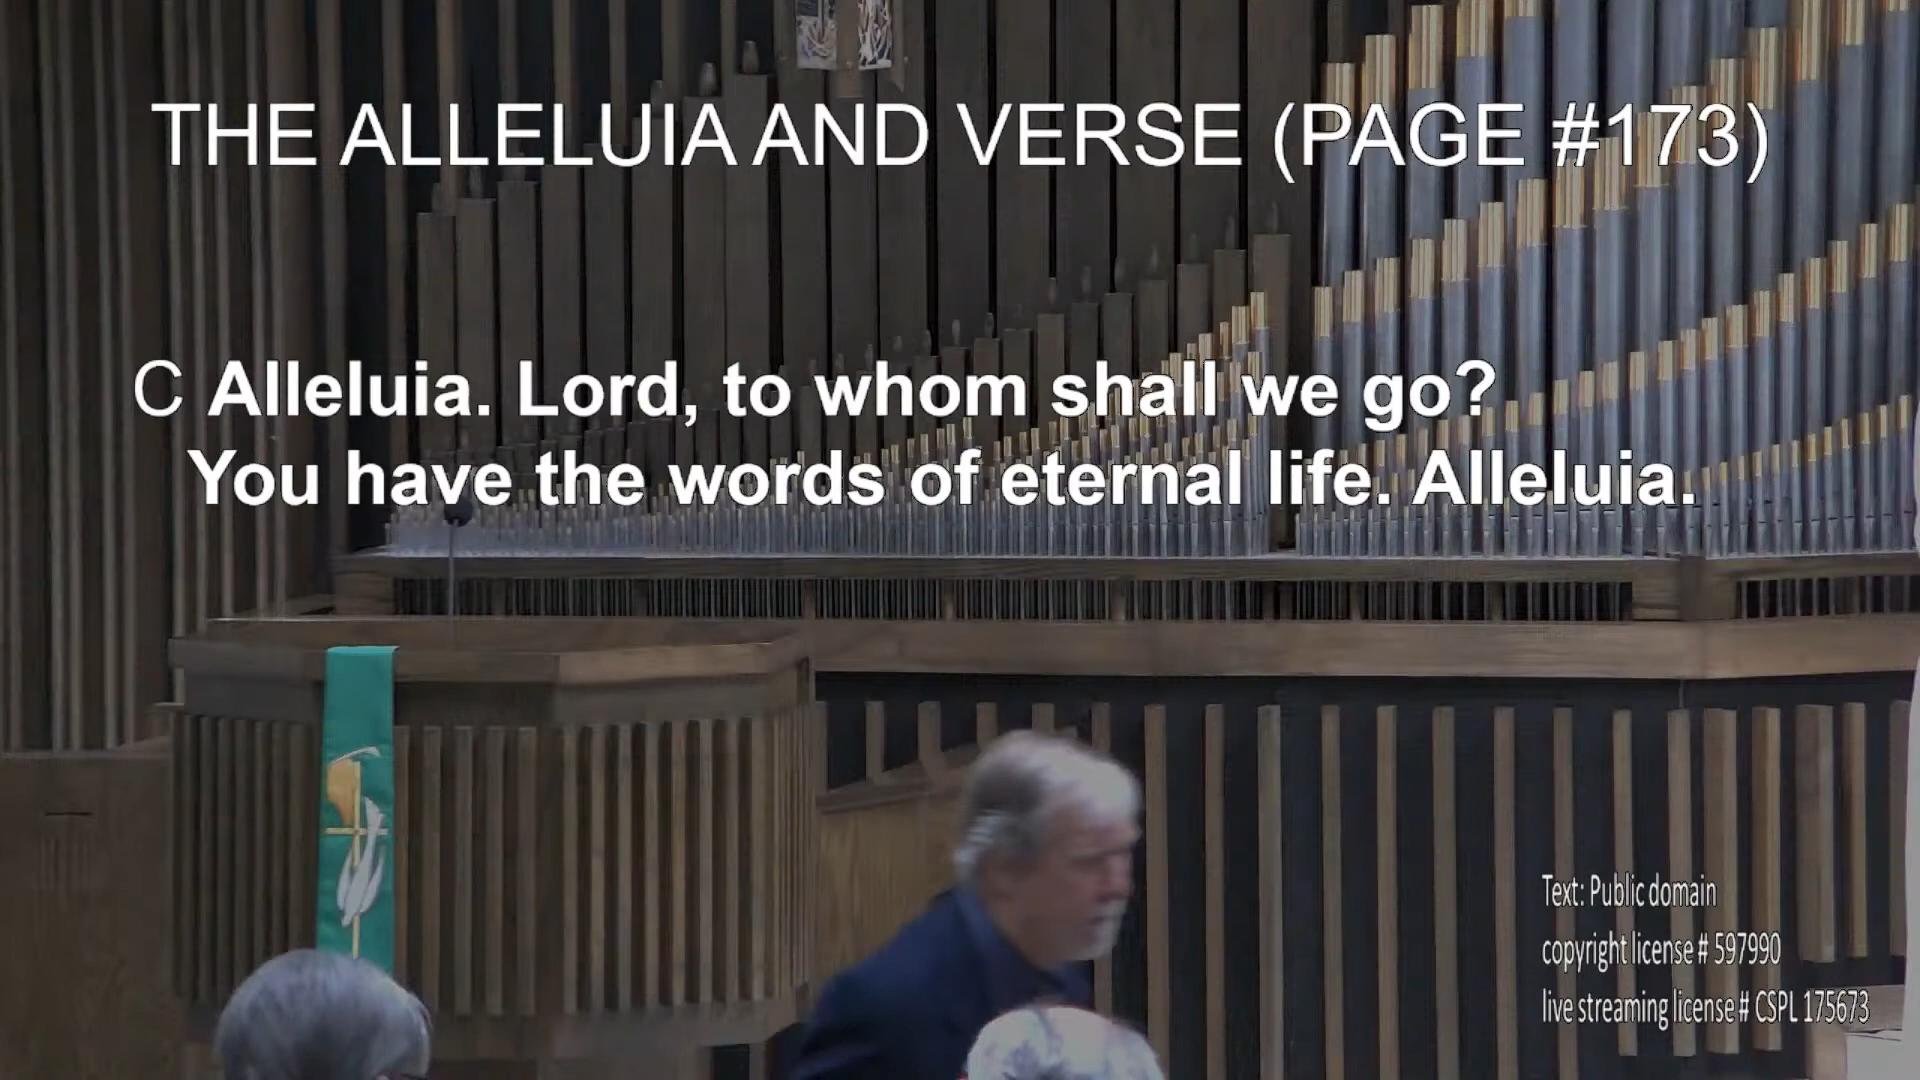 THE ALLELUIA AND VERSE (PAGE #173)
C Alleluia. Lord, to whom shall we go?
You have the words of eternal life. Alleluia.
Text: Public domain
copyright license # 597990
live streaming license # CSPL 175673